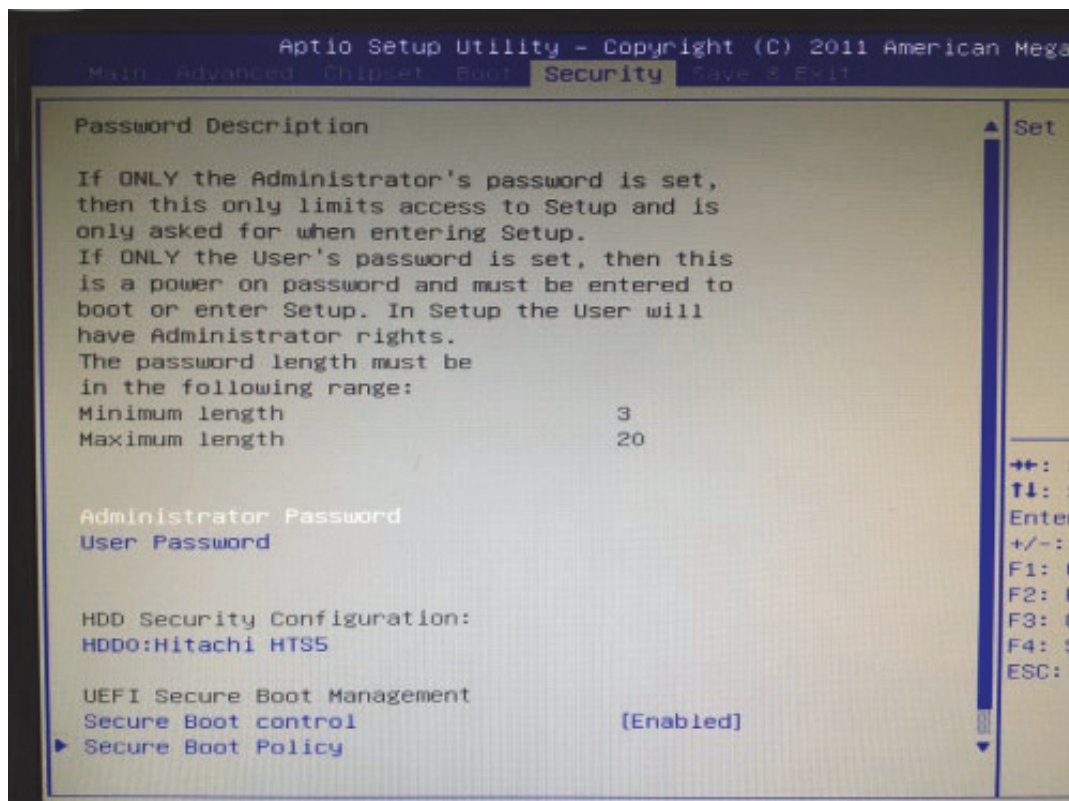 Aptio Setup Utility – Copyright (C) 2011 American Mega
Main Advanced Chipset Boot Security Save & Exit
Password Description
Set
If ONLY the Administrator's password is set,
then this only limits access to Setup and is
only asked for when entering Setup.
If ONLY the User's password is set, then this
is a power on password and must be entered to
boot or enter Setup. In Setup the User will
have Administrator rights.
The password length must be
in the following range:
Minimum length 3
Maximum length 20
→←:
↑↓:
Administrator Password
Enter
User Password
+/-:
F1:
F2:
HDD Security Configuration:
F3:
HDD0:Hitachi HTS5
F4:
ESC:
UEFI Secure Boot Management
Secure Boot control [Enabled]
Secure Boot Policy